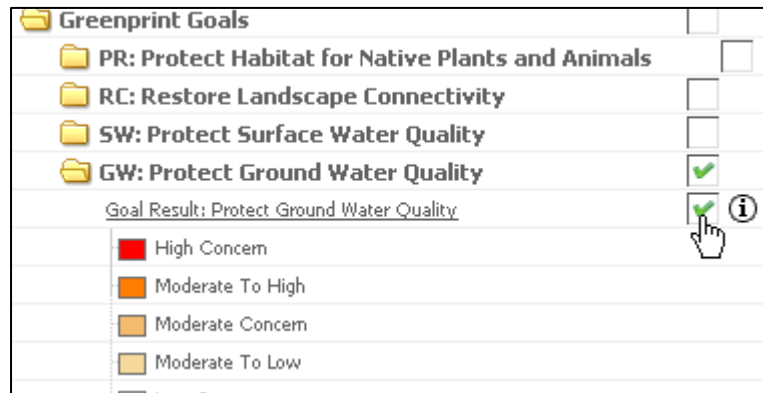 Greenprint Goals
PR: Protect Habitat for Native Plants and Animals
RC: Restore Landscape Connectivity
SW: Protect Surface Water Quality
GW: Protect Ground Water Quality
Goal Result: Protect Ground Water Quality
High Concern
Moderate To High
Moderate Concern
Moderate To Low